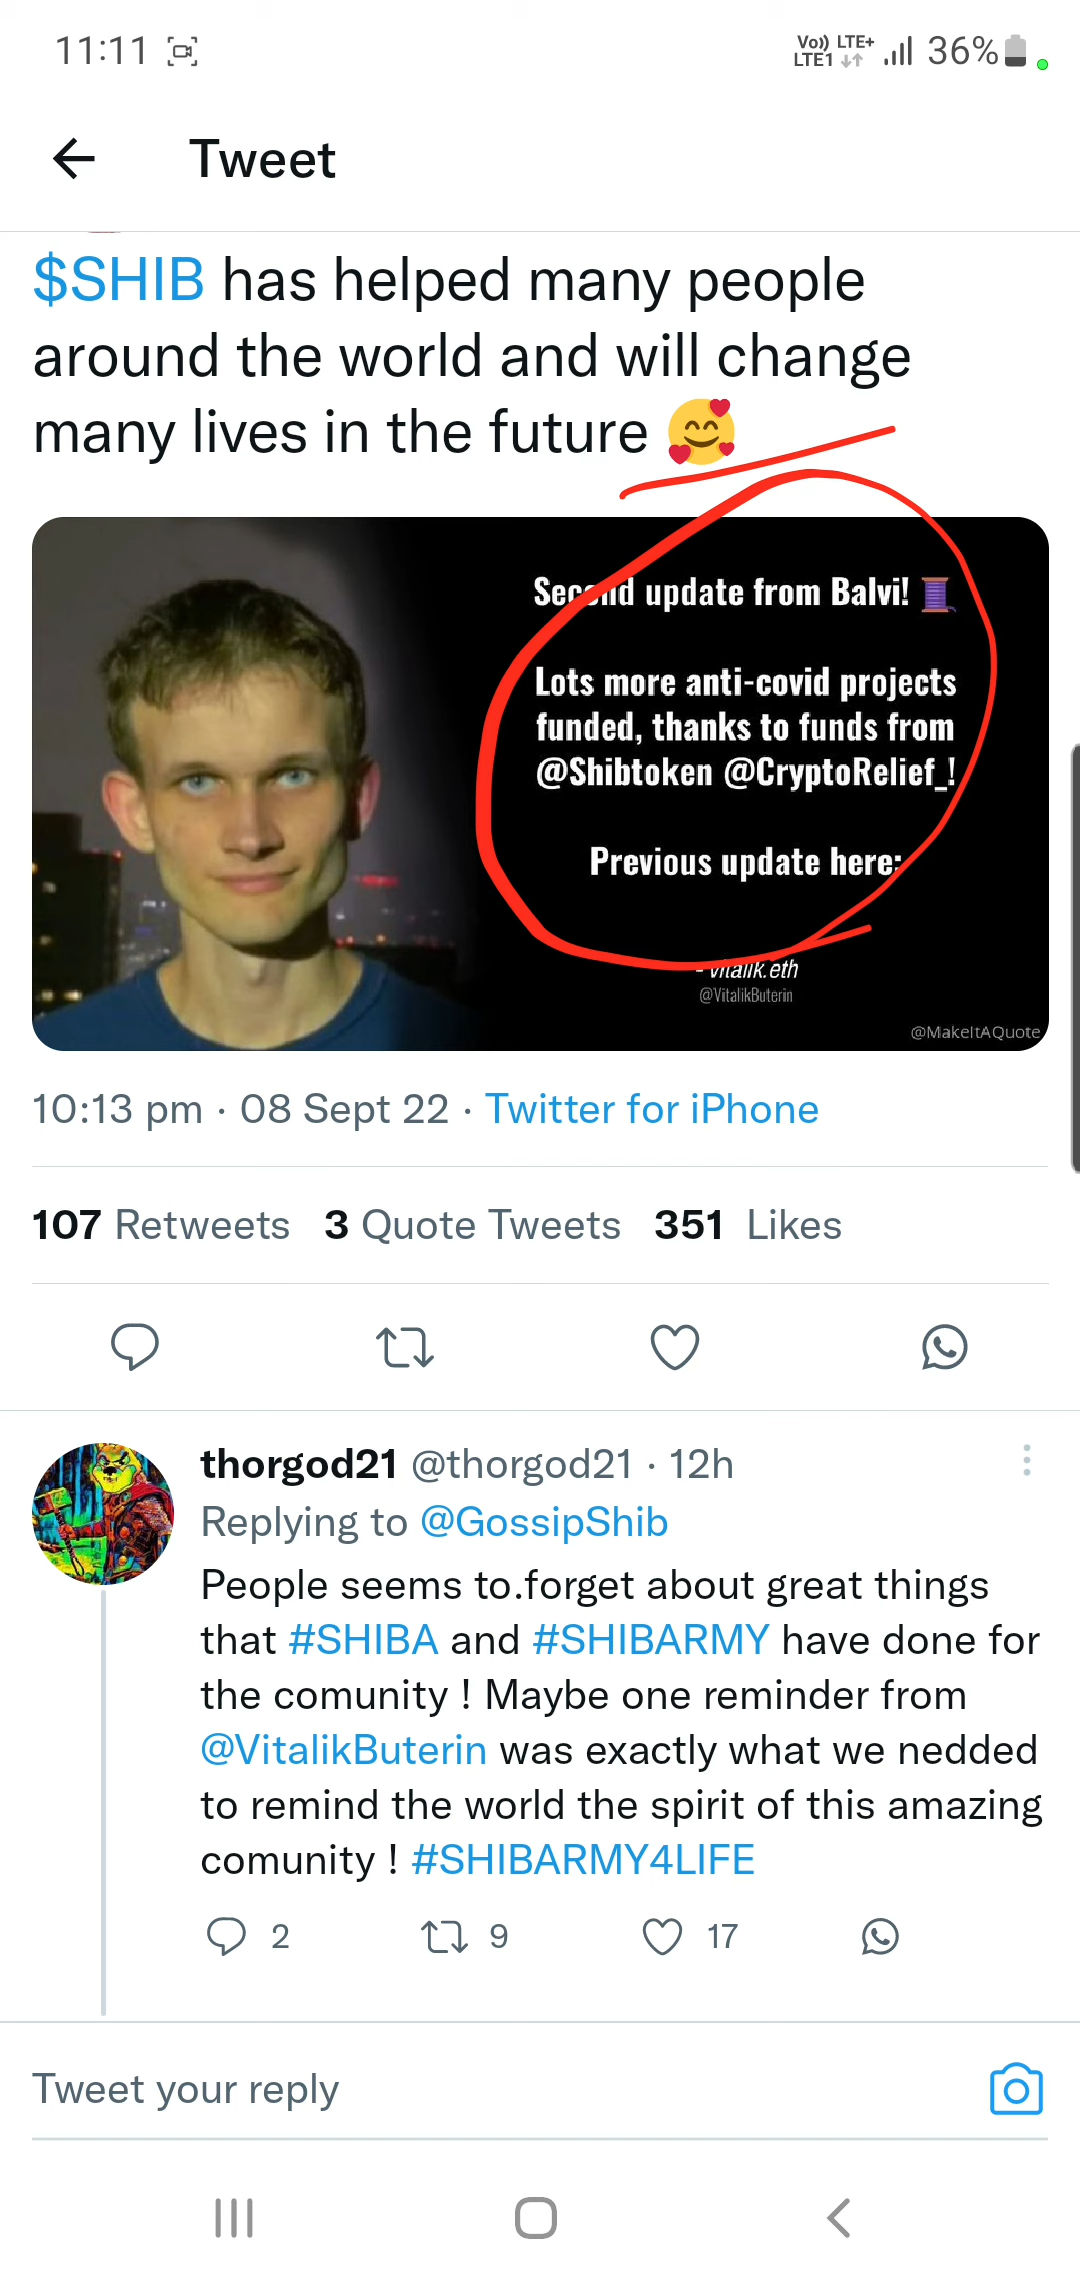 11:11
Vo)) LTE+
LTE1
36%
Tweet
$SHIB has helped many people
around the world and will change
many lives in the future
Second update from Balvi!
Lots more anti-covid projects
funded, thanks to funds from
@Shibtoken @CryptoRelief_!
Previous update here:
- vitalik.eth
@VitalikButerin
@MakeItAQuote
10:13 pm · 08 Sept 22 · Twitter for iPhone
107 Retweets 3 Quote Tweets 351 Likes
thorgod21 @thorgod21 · 12h
Replying to @GossipShib
People seems to.forget about great things
that #SHIBA and #SHIBARMY have done for
the comunity ! Maybe one reminder from
@VitalikButerin was exactly what we nedded
to remind the world the spirit of this amazing
comunity ! #SHIBARMY4LIFE
2 9 17
Tweet your reply